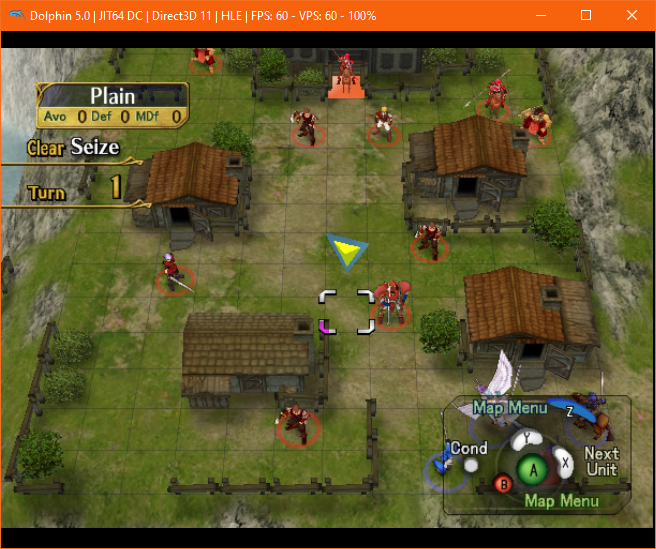 Dolphin 5.0 | JIT64 DC | Direct3D 11 | HLE | FPS: 60 - VPS: 60 - 100%
Plain
Avo 0 Def 0 MDf 0
Clear Seize
Turn 1
Map Menu Z
Cond Y
X Next
A Unit
B
Map Menu